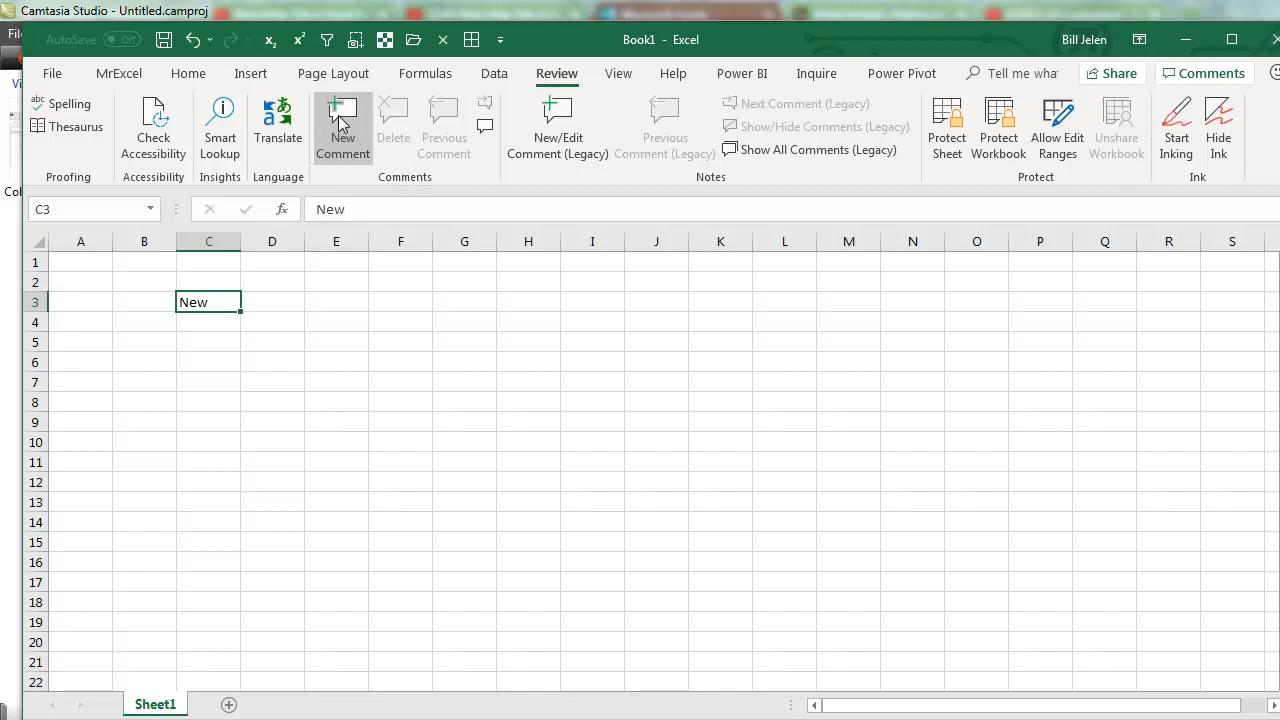 Camtasia Studio - Untitled.camproj
AutoSave Off
Book1 - Excel
Bill Jelen
File MrExcel Home Insert Page Layout Formulas Data Review View Help Power BI Inquire Power Pivot Tell me wha Share Comments
Spelling
Thesaurus
Check Accessibility
Smart Lookup
Translate
New Comment
Delete
Previous Comment
New/Edit Comment (Legacy)
Previous Comment (Legacy)
Next Comment (Legacy)
Show/Hide Comments (Legacy)
Show All Comments (Legacy)
Protect Sheet
Protect Workbook
Allow Edit Ranges
Unshare Workbook
Start Inking
Hide Ink
Proofing Accessibility Insights Language Comments Notes Protect Ink
C3 fx New
A B C D E F G H I J K L M N O P Q R S
1
2
3 New
4
5
6
7
8
9
10
11
12
13
14
15
16
17
18
19
20
21
22
Sheet1